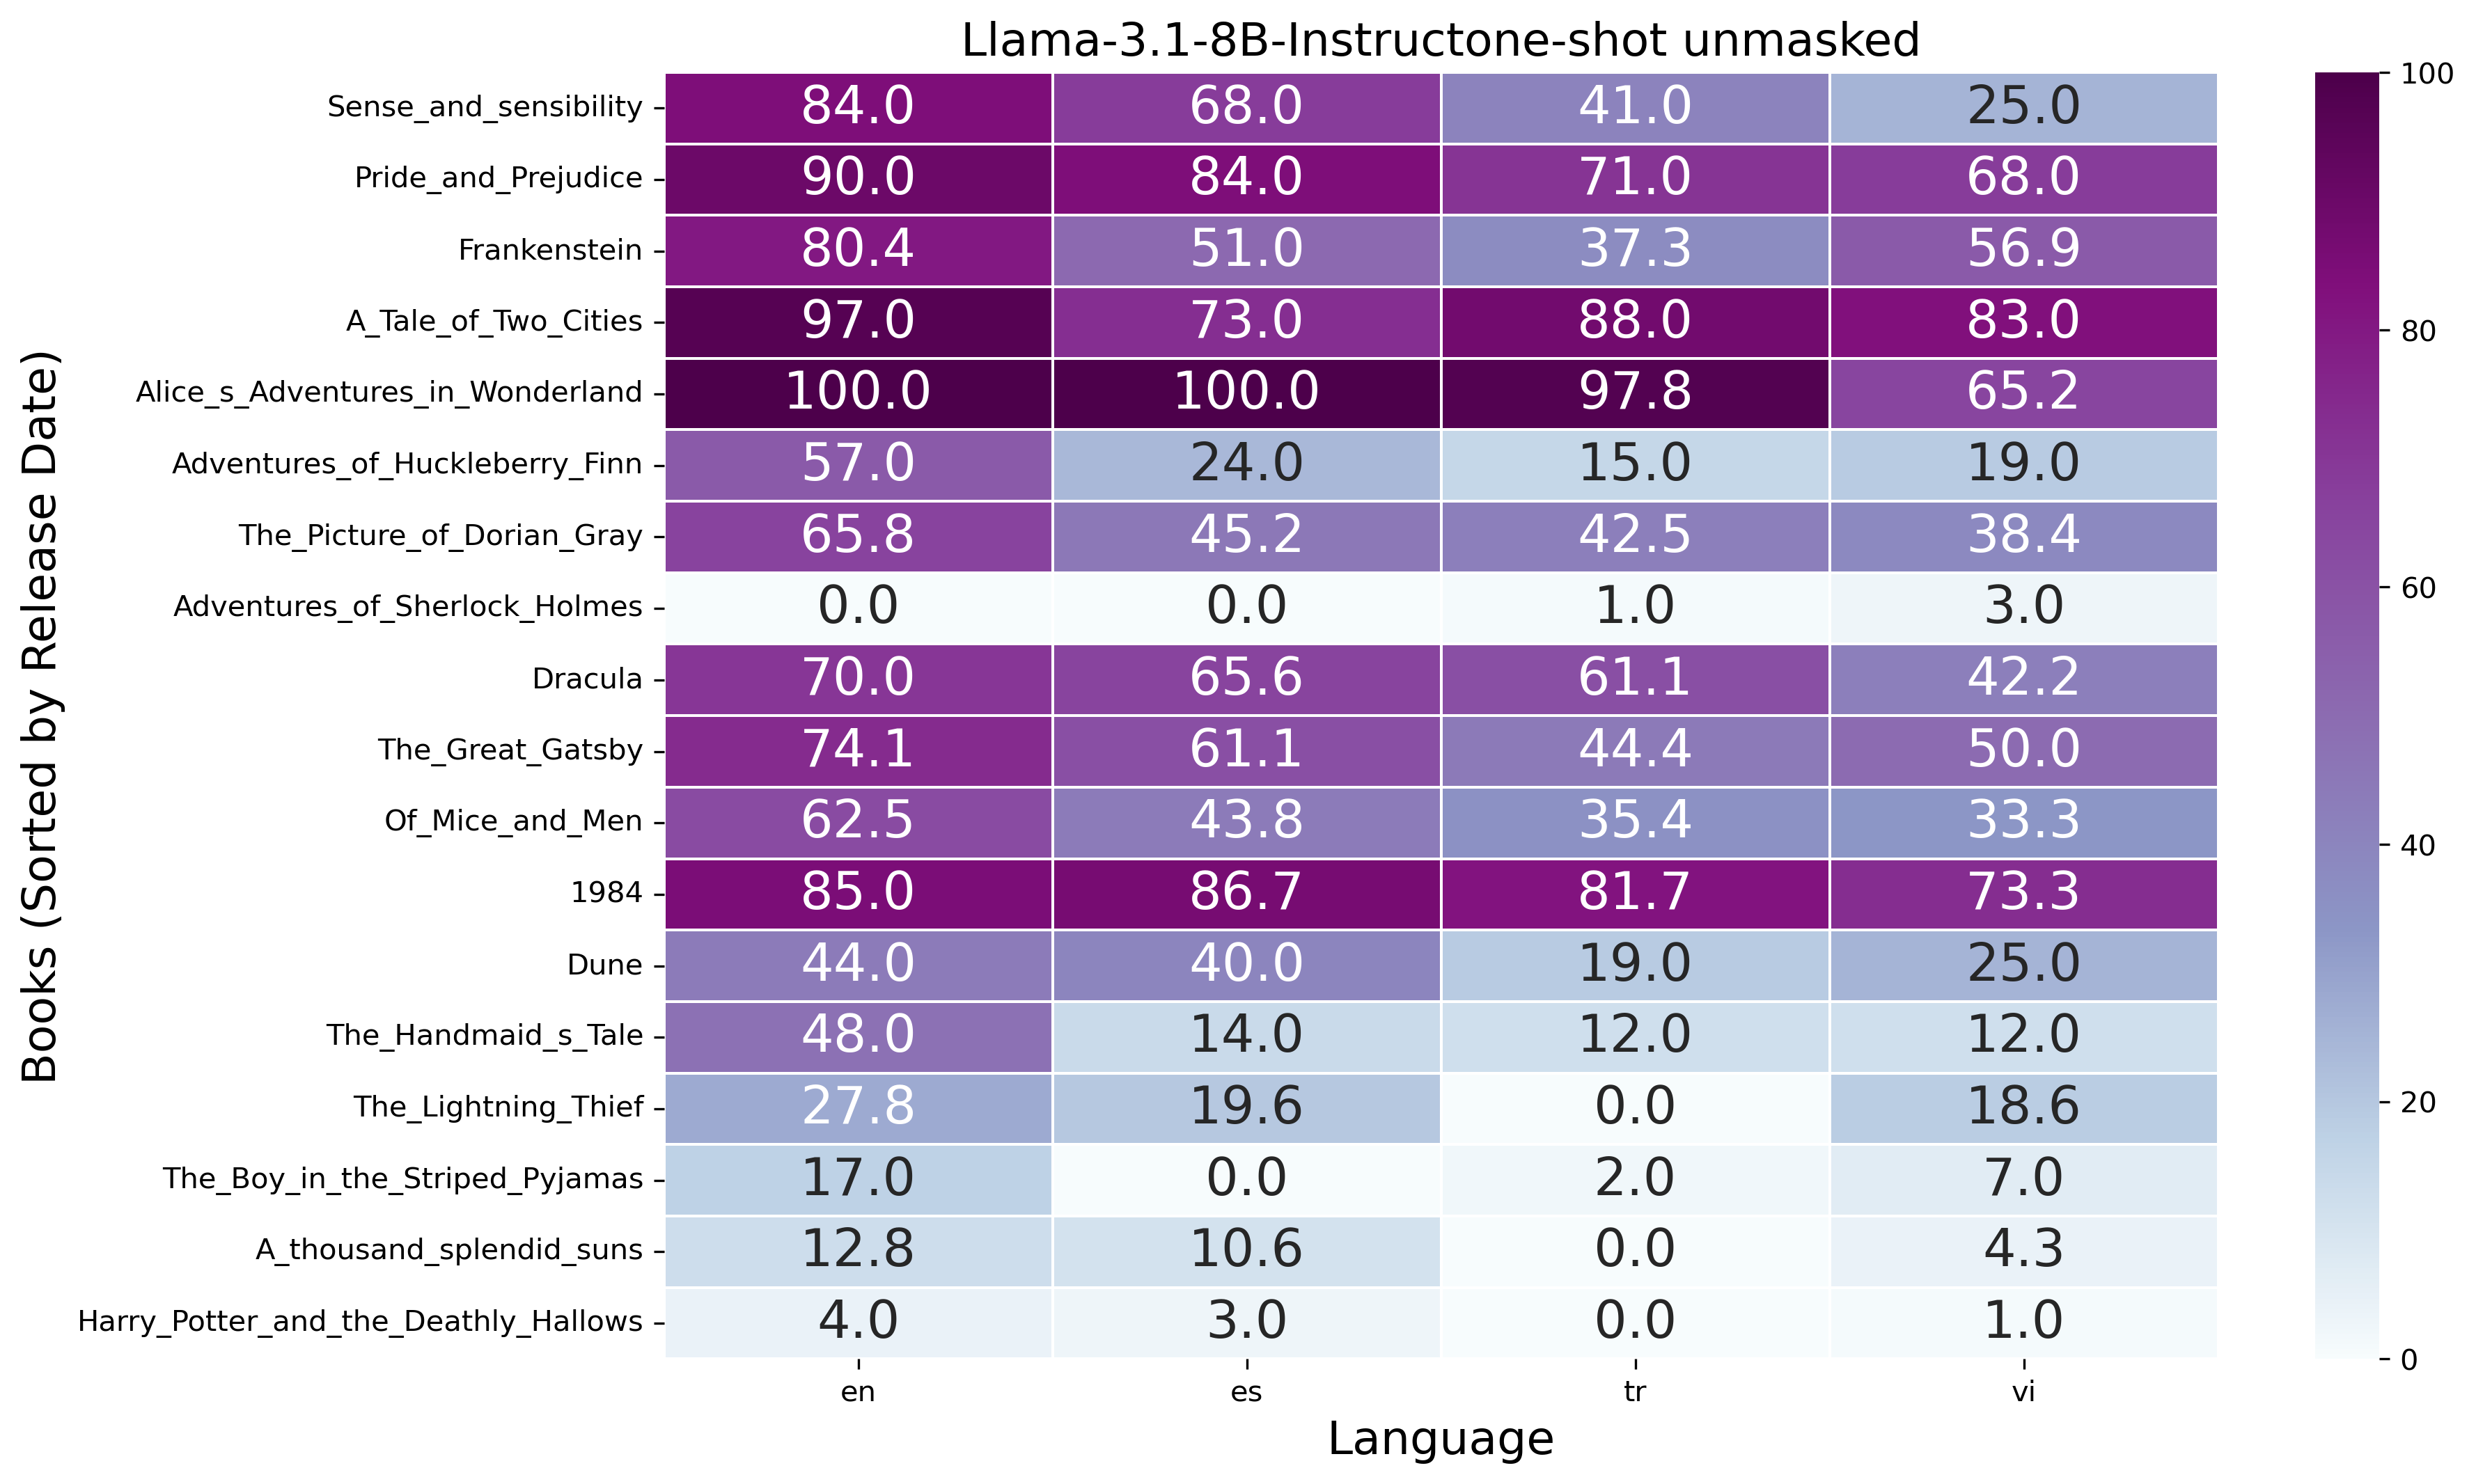 Llama-3.1-8B-Instructone-shot unmasked
Books (Sorted by Release Date)
Sense_and_sensibility 84.0 68.0 41.0 25.0
Pride_and_Prejudice 90.0 84.0 71.0 68.0
Frankenstein 80.4 51.0 37.3 56.9
A_Tale_of_Two_Cities 97.0 73.0 88.0 83.0
Alice_s_Adventures_in_Wonderland 100.0 100.0 97.8 65.2
Adventures_of_Huckleberry_Finn 57.0 24.0 15.0 19.0
The_Picture_of_Dorian_Gray 65.8 45.2 42.5 38.4
Adventures_of_Sherlock_Holmes 0.0 0.0 1.0 3.0
Dracula 70.0 65.6 61.1 42.2
The_Great_Gatsby 74.1 61.1 44.4 50.0
Of_Mice_and_Men 62.5 43.8 35.4 33.3
1984 85.0 86.7 81.7 73.3
Dune 44.0 40.0 19.0 25.0
The_Handmaid_s_Tale 48.0 14.0 12.0 12.0
The_Lightning_Thief 27.8 19.6 0.0 18.6
The_Boy_in_the_Striped_Pyjamas 17.0 0.0 2.0 7.0
A_thousand_splendid_suns 12.8 10.6 0.0 4.3
Harry_Potter_and_the_Deathly_Hallows 4.0 3.0 0.0 1.0
en es tr vi
Language
100
80
60
40
20
0